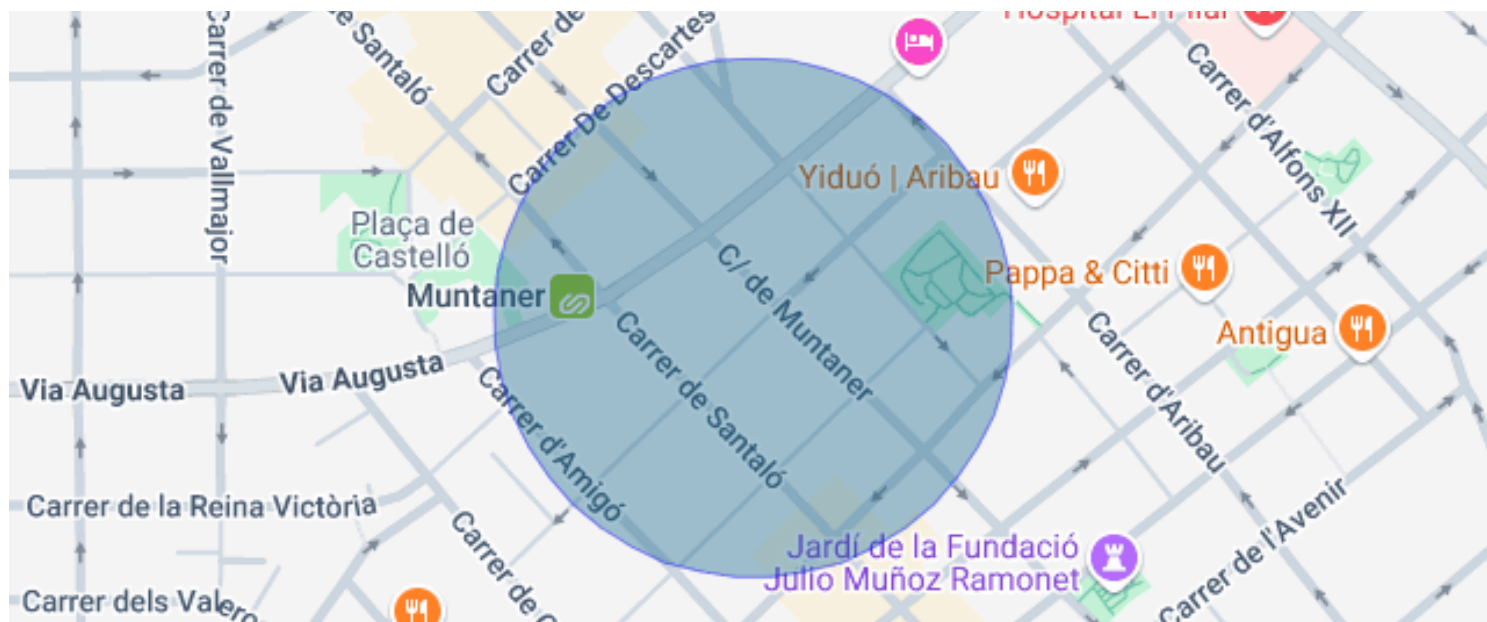 Hospital El Pilar
Carrer de Vallmajor
de Santaló
Carrer de
Carrer De Descartes
Carrer d'Alfons XII
Yiduó | Aribau
Plaça de
Castelló
Muntaner
C/ de Muntaner
Pappa & Citti
Antigua
Via Augusta
Via Augusta
Carrer de Santaló
Carrer d'Aribau
Carrer d'Amigó
Carrer de la Reina Victòria
Carrer de
Jardí de la Fundació
Julio Muñoz Ramonet
Carrer de l'Avenir
Carrer dels Valero